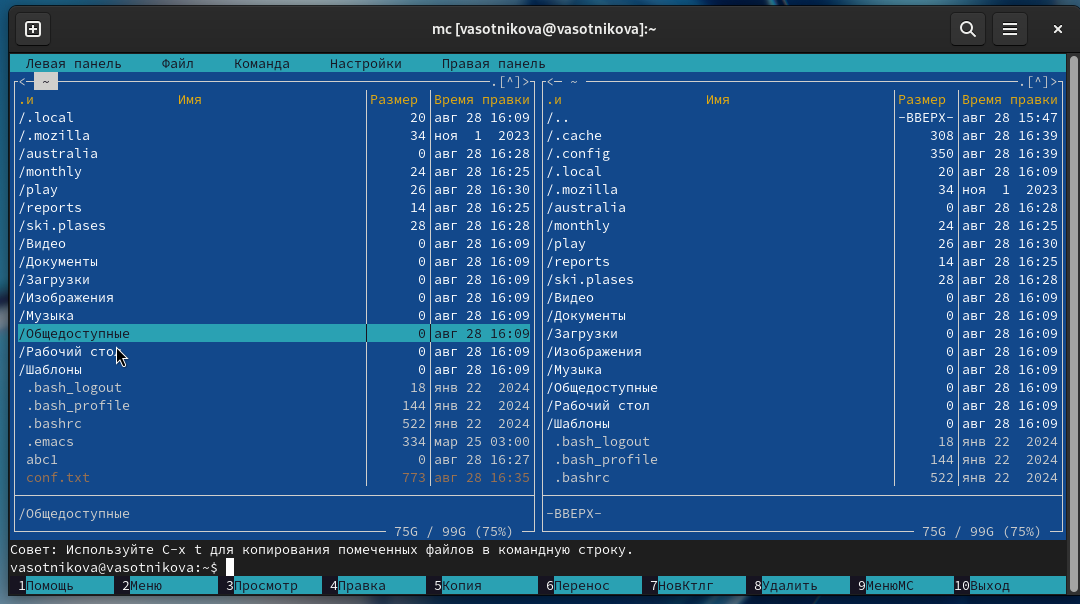 mc [vasotnikova@vasotnikova]:~
Левая панель Файл Команда Настройки Правая панель
<─ ~ .[^]>
.и Имя Размер Время правки
/.local 20 авг 28 16:09
/.mozilla 34 ноя 1 2023
/australia 0 авг 28 16:28
/monthly 24 авг 28 16:25
/play 26 авг 28 16:30
/reports 14 авг 28 16:25
/ski.plases 28 авг 28 16:28
/Видео 0 авг 28 16:09
/Документы 0 авг 28 16:09
/Загрузки 0 авг 28 16:09
/Изображения 0 авг 28 16:09
/Музыка 0 авг 28 16:09
/Общедоступные 0 авг 28 16:09
/Рабочий стол 0 авг 28 16:09
/Шаблоны 0 авг 28 16:09
.bash_logout 18 янв 22 2024
.bash_profile 144 янв 22 2024
.bashrc 522 янв 22 2024
.emacs 334 мар 25 03:00
abc1 0 авг 28 16:27
conf.txt 773 авг 28 16:35
/Общедоступные
75G / 99G (75%)
<─ ~ .[^]>
.и Имя Размер Время правки
/.. -ВВЕРХ- авг 28 15:47
/.cache 308 авг 28 16:39
/.config 350 авг 28 16:39
/.local 20 авг 28 16:09
/.mozilla 34 ноя 1 2023
/australia 0 авг 28 16:28
/monthly 24 авг 28 16:25
/play 26 авг 28 16:30
/reports 14 авг 28 16:25
/ski.plases 28 авг 28 16:28
/Видео 0 авг 28 16:09
/Документы 0 авг 28 16:09
/Загрузки 0 авг 28 16:09
/Изображения 0 авг 28 16:09
/Музыка 0 авг 28 16:09
/Общедоступные 0 авг 28 16:09
/Рабочий стол 0 авг 28 16:09
/Шаблоны 0 авг 28 16:09
.bash_logout 18 янв 22 2024
.bash_profile 144 янв 22 2024
.bashrc 522 янв 22 2024
-ВВЕРХ-
75G / 99G (75%)
Совет: Используйте C-x t для копирования помеченных файлов в командную строку.
vasotnikova@vasotnikova:~$
1Помощь 2Меню 3Просмотр 4Правка 5Копия 6Перенос 7НовКтлг 8Удалить 9МенюМС 10Выход